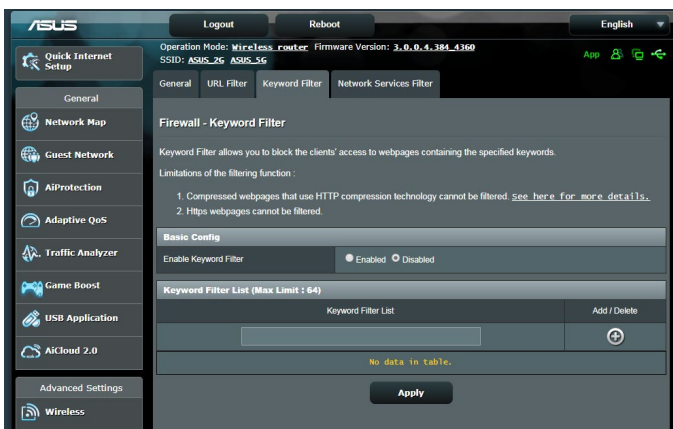 ASUS
Logout
Reboot
English
Quick Internet Setup
Operation Mode: Wireless router Firmware Version: 3.0.0.4.384_4360
SSID: ASUS_2G ASUS_5G
App
General
URL Filter
Keyword Filter
Network Services Filter
General
Network Map
Guest Network
AiProtection
Adaptive QoS
Traffic Analyzer
Game Boost
USB Application
AiCloud 2.0
Advanced Settings
Wireless
Firewall - Keyword Filter
Keyword Filter allows you to block the clients' access to webpages containing the specified keywords.
Limitations of the filtering function :
1. Compressed webpages that use HTTP compression technology cannot be filtered. See here for more details.
2. Https webpages cannot be filtered.
Basic Config
Enable Keyword Filter
Enabled Disabled
Keyword Filter List (Max Limit : 64)
Keyword Filter List
Add / Delete
No data in table.
Apply